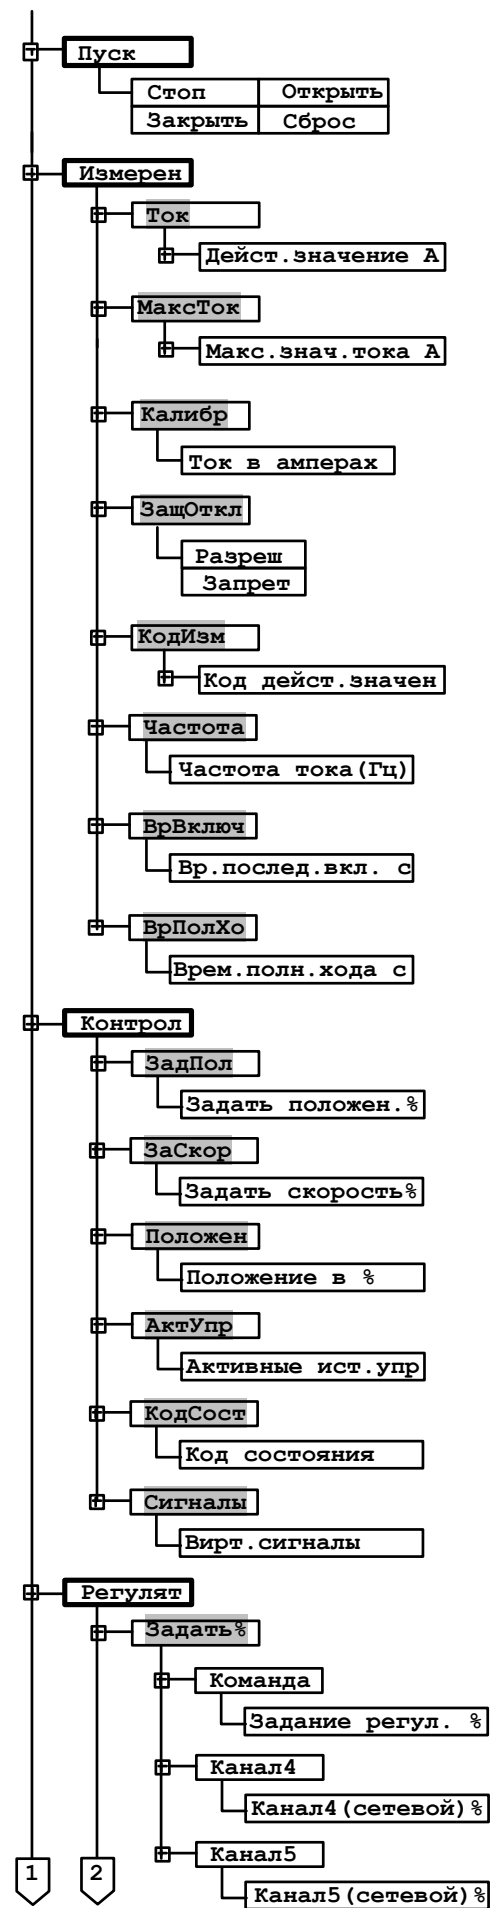 Пуск
Стоп Открыть
Закрыть Сброс
Измерен
Ток
Дейст.значение А
МаксТок
Макс.знач.тока А
Калибр
Ток в амперах
ЗащОткл
Разреш
Запрет
КодИзм
Код дейст.значен
Частота
Частота тока(Гц)
ВрВключ
Вр.послед.вкл. с
ВрПолХо
Врем.полн.хода с
Контрол
ЗадПол
Задать положен.%
ЗаСкор
Задать скорость%
Положен
Положение в %
АктУпр
Активные ист.упр
КодСост
Код состояния
Сигналы
Вирт.сигналы
Регулят
Задать%
Команда
Задание регул. %
Канал4
Канал4(сетевой)%
Канал5
1 2
Канал5(сетевой)%